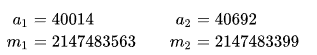 a₁ = 40014 a₂ = 40692
m₁ = 2147483563 m₂ = 2147483399